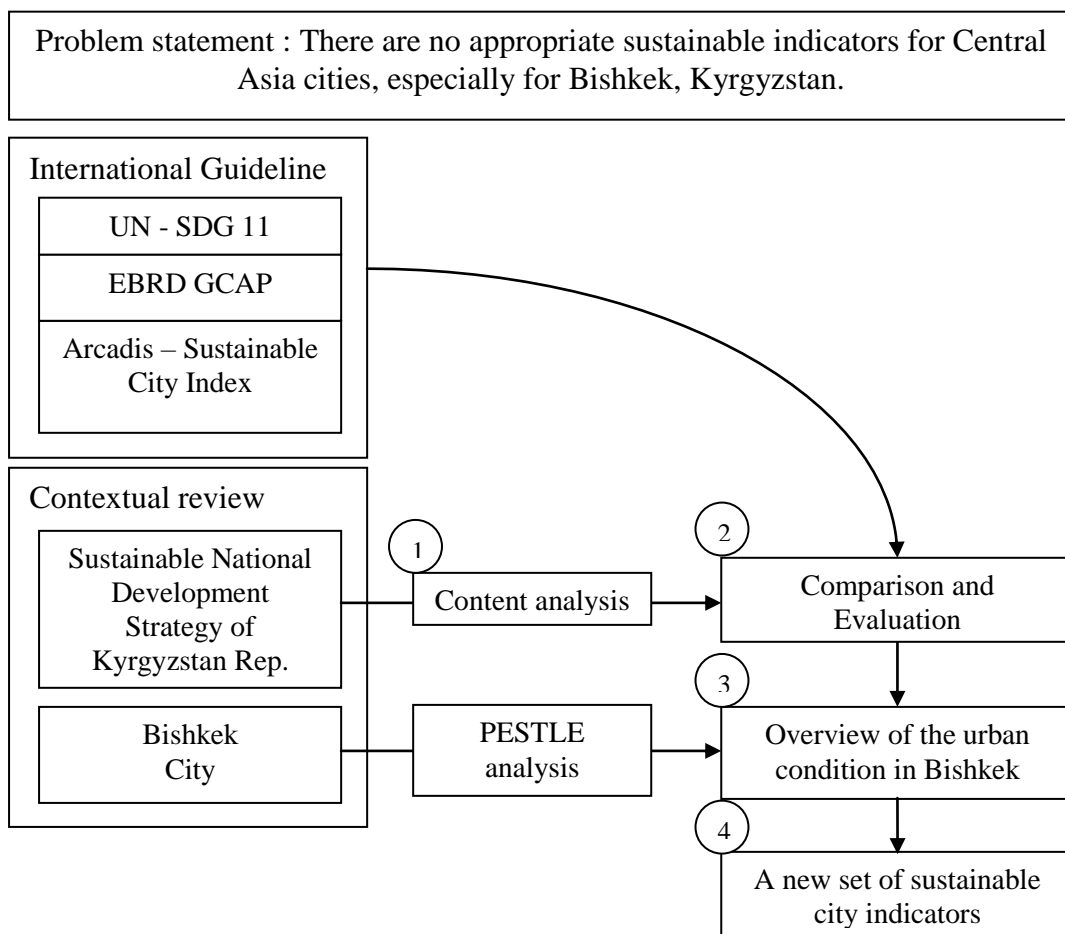 Problem statement : There are no appropriate sustainable indicators for Central
Asia cities, especially for Bishkek, Kyrgyzstan.
International Guideline
UN - SDG 11
EBRD GCAP
Arcadis – Sustainable
City Index
Contextual review
Sustainable National
Development
Strategy of
Kyrgyzstan Rep.
1
Content analysis
2
Comparison and
Evaluation
Bishkek
City
PESTLE
analysis
3
Overview of the urban
condition in Bishkek
4
A new set of sustainable
city indicators